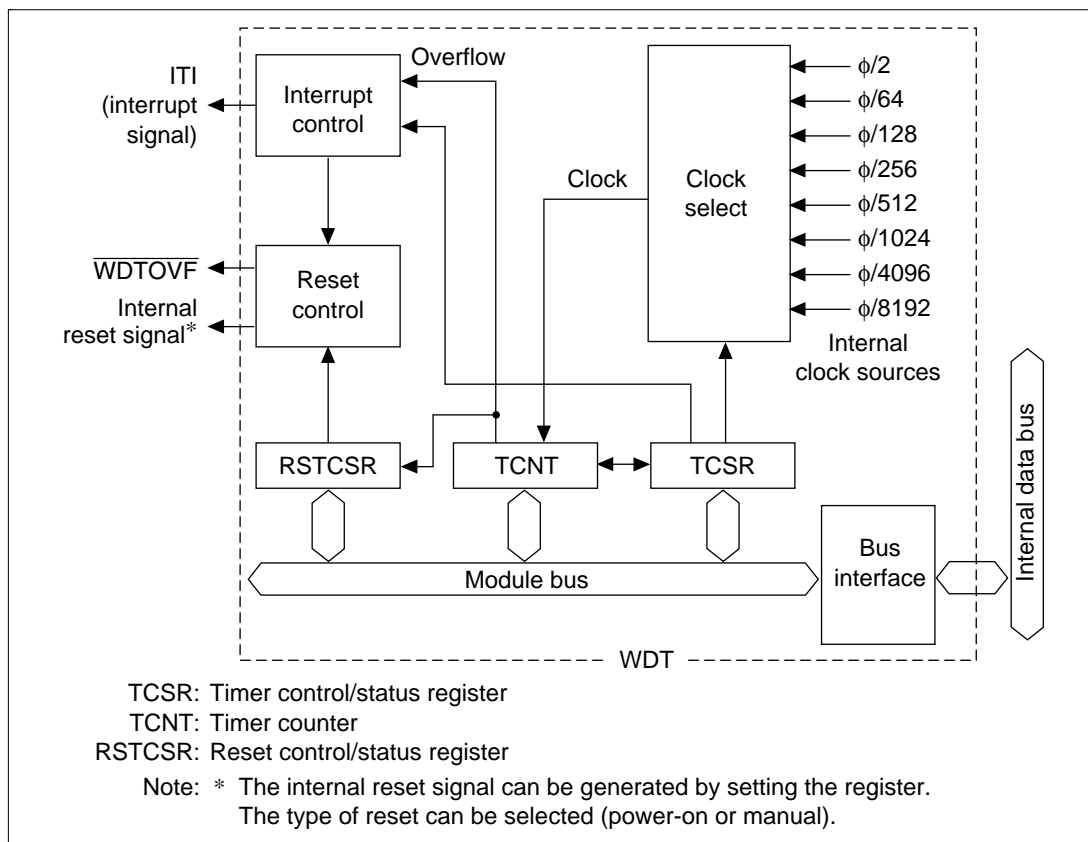 Overflow
ITI
(interrupt
signal)
Interrupt
control
Clock
Clock
select
ϕ/2
ϕ/64
ϕ/128
ϕ/256
ϕ/512
ϕ/1024
ϕ/4096
ϕ/8192
Internal
clock sources
WDTOVF
Internal
reset signal*
Reset
control
RSTCSR
TCNT
TCSR
Module bus
Bus
interface
Internal data bus
WDT
TCSR: Timer control/status register
TCNT: Timer counter
RSTCSR: Reset control/status register
Note: * The internal reset signal can be generated by setting the register.
The type of reset can be selected (power-on or manual).